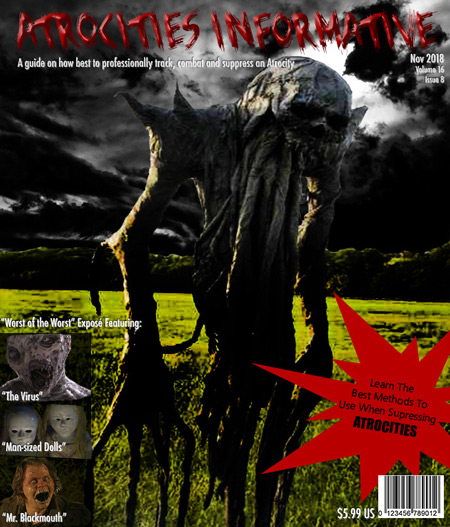 ATROCITIES INFORMATIVE
A guide on how best to professionally track, combat and suppress an Atrocity
Nov 2018
Volume 16
Issue 8
"Worst of the Worst" Exposé Featuring:
"The Virus"
"Man-sized Dolls"
"Mr. Blackmouth"
Learn The
Best Methods To
Use When Supressing
ATROCITIES
$5.99 US
0 123456 789012